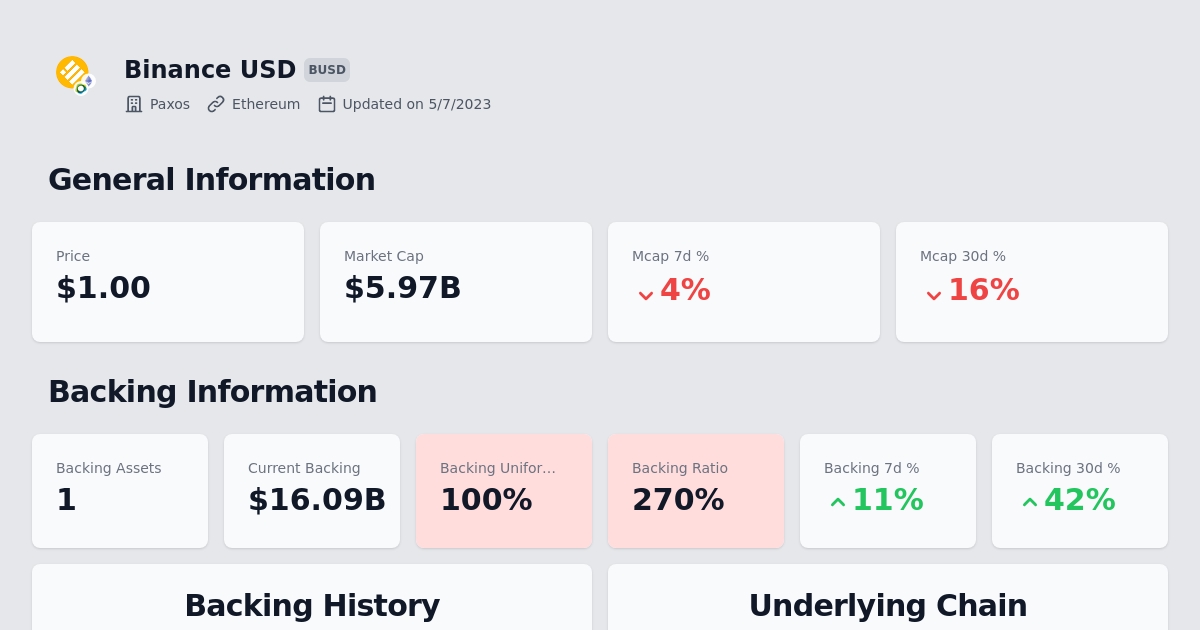 Binance USD BUSD
Paxos Ethereum Updated on 5/7/2023
General Information
Price Market Cap Mcap 7d % Mcap 30d %
$1.00 $5.97B 4% 16%
Backing Information
Backing Assets Current Backing Backing Unifor... Backing Ratio Backing 7d % Backing 30d %
1 $16.09B 100% 270% 11% 42%
Backing History Underlying Chain